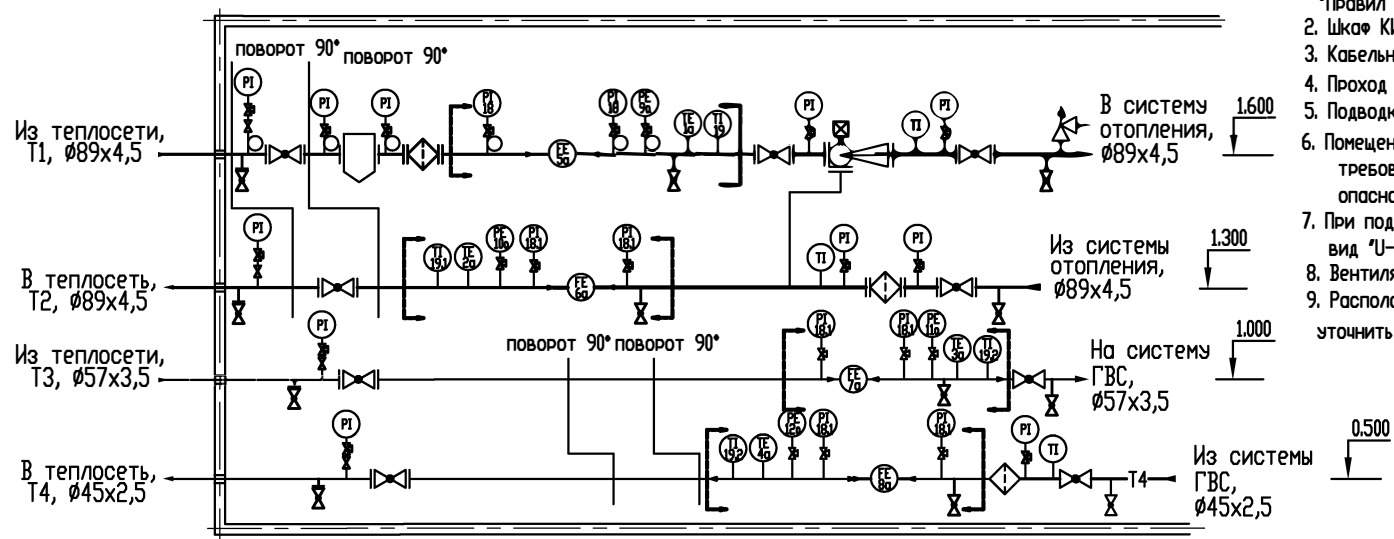 поворот 90°
поворот 90°
PI
PI
PI
PI
18
PI
18
PE
9а
TE
1а
TI
19
PI
TI
PI
FE
5а
Из теплосети,
Т1, Ø89х4,5
В систему
отопления,
Ø89х4,5
1.600
PI
TI
19.1
TE
2а
PE
10а
PI
18.1
PI
18.1
FE
6а
TI
PI
PI
В теплосеть,
Т2, Ø89х4,5
Из системы
отопления,
Ø89х4,5
1.300
PI
поворот 90°
поворот 90°
PI
18.1
PI
18.1
PE
11а
TE
3а
TI
19.2
FE
7а
Из теплосети,
Т3, Ø57х3,5
На систему
ГВС,
Ø57х3,5
1.000
PI
TI
19.2
TE
4а
PE
12а
PI
18.1
PI
18.1
PI
TI
FE
8а
Т4
В теплосеть,
Т4, Ø45х2,5
Из системы
ГВС,
Ø45х2,5
0.500
"Правил
2. Шкаф КИ
3. Кабельн
4. Проход
5. Подводк
6. Помещен
требов
опасно
7. При под
вид "U-
8. Вентиля
9. Располо
уточнить